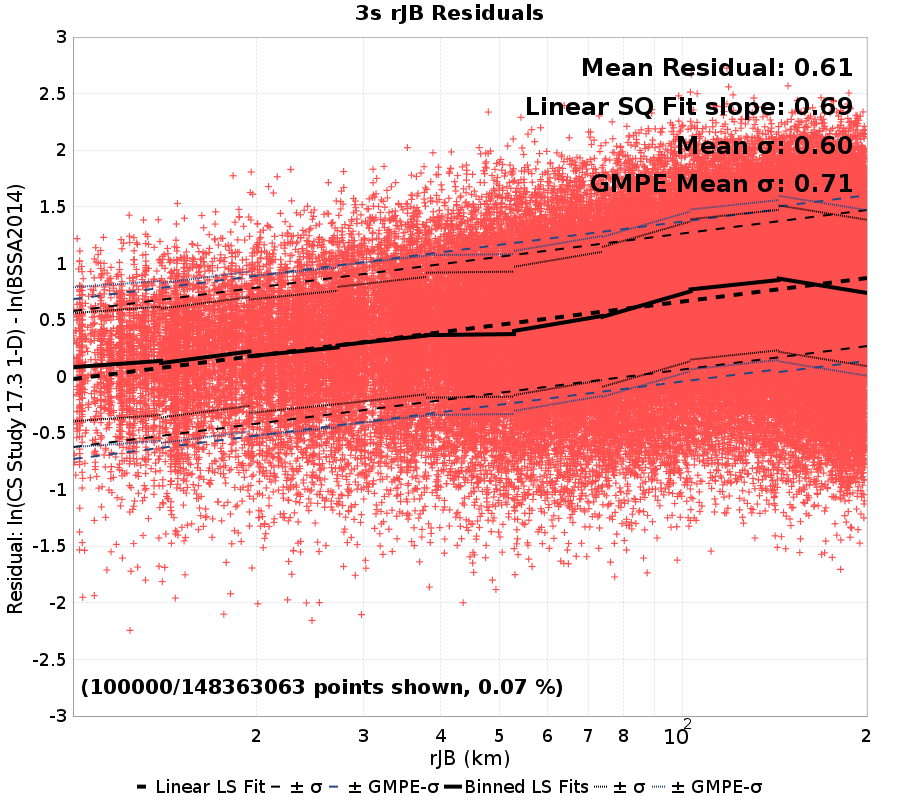 3s rJB Residuals
Residual: ln(CS Study 17.3 1-D) - ln(BSSA2014)
3
2.5
2
1.5
1
0.5
0
-0.5
-1
-1.5
-2
-2.5
-3
Mean Residual: 0.61
Linear SQ Fit slope: 0.69
Mean σ: 0.60
GMPE Mean σ: 0.71
(100000/148363063 points shown, 0.07 %)
2 3 4 5 6 7 8 10² 2
rJB (km)
Linear LS Fit ± σ ± GMPE-σ Binned LS Fits ± σ ± GMPE-σ